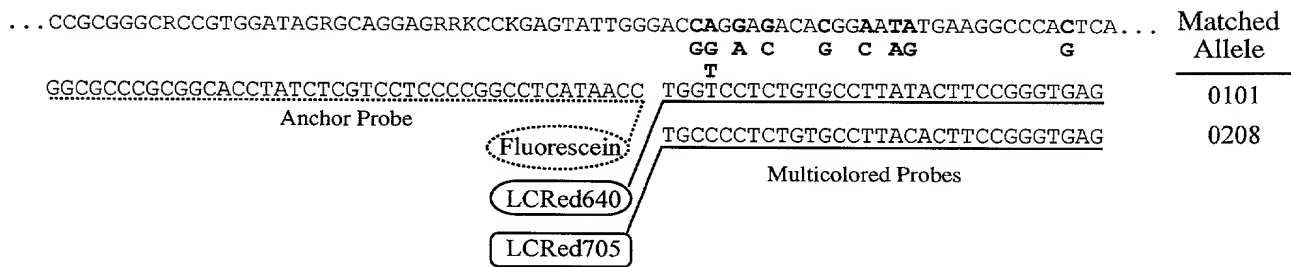 ...CCGCGGGCRCCGTGGATAGRGCAGGAGRRKCCKGAGTATTGGGACCAGGAGACACGGAATATGAAGGCCCACTCA... Matched Allele
GG A C G C AG G
T
GGCGCCCGCGGCACCTATCTCGTCCTCCCCGGCCTCATAACC TGGTCCTCTGTGCCTTATACTTCCGGGTGAG 0101
Anchor Probe
Fluorescein TGCCCCTCTGTGCCTTACACTTCCGGGTGAG 0208
Multicolored Probes
LCRed640
LCRed705